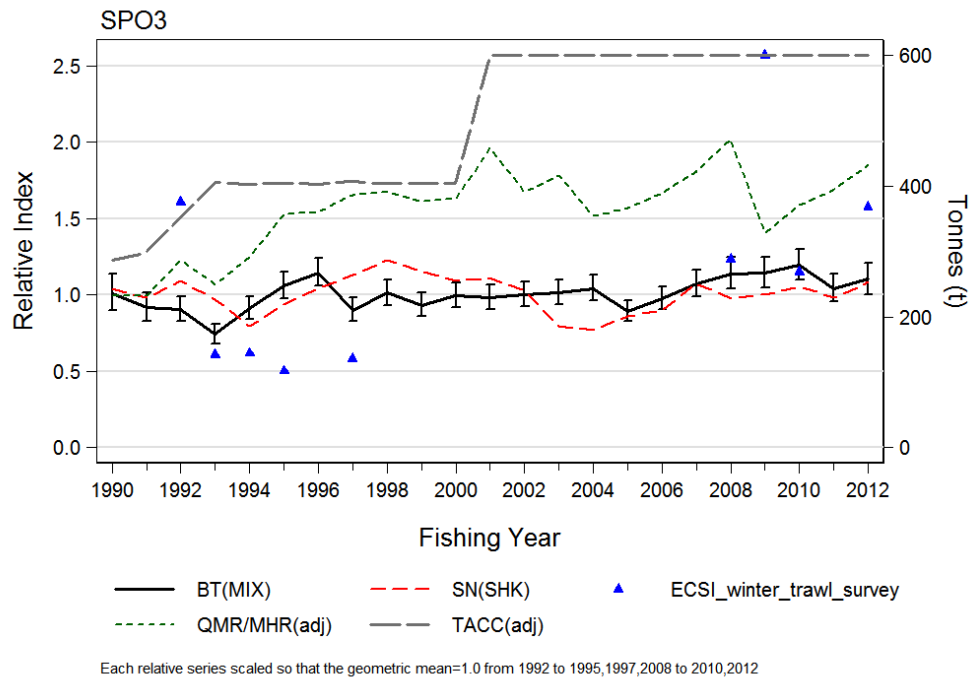 SPO3
2.5
2.0
1.5
1.0
0.5
0.0
Relative Index
600
400
200
0
Tonnes (t)
1990 1992 1994 1996 1998 2000 2002 2004 2006 2008 2010 2012
Fishing Year
BT(MIX) SN(SHK) ECSI_winter_trawl_survey
QMR/MHR(adj) TACC(adj)
Each relative series scaled so that the geometric mean=1.0 from 1992 to 1995,1997,2008 to 2010,2012